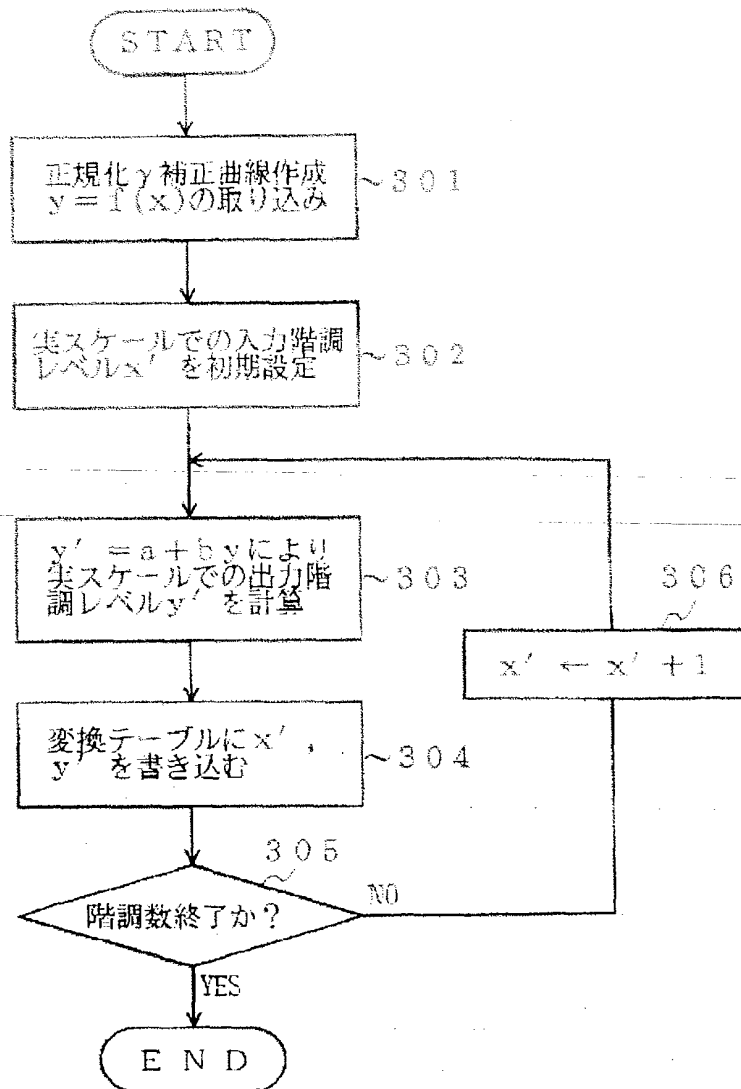 START
正規化γ補正曲線作成
y=f(x)の取り込み
~301
実スケールでの入力階調
レベルx′を初期設定
~302
y′=a+byにより
実スケールでの出力階
調レベルy′を計算
~303
306
x′←x′+1
変換テーブルにx′,
y′を書き込む
~304
305
階調数終了か?
NO
YES
END